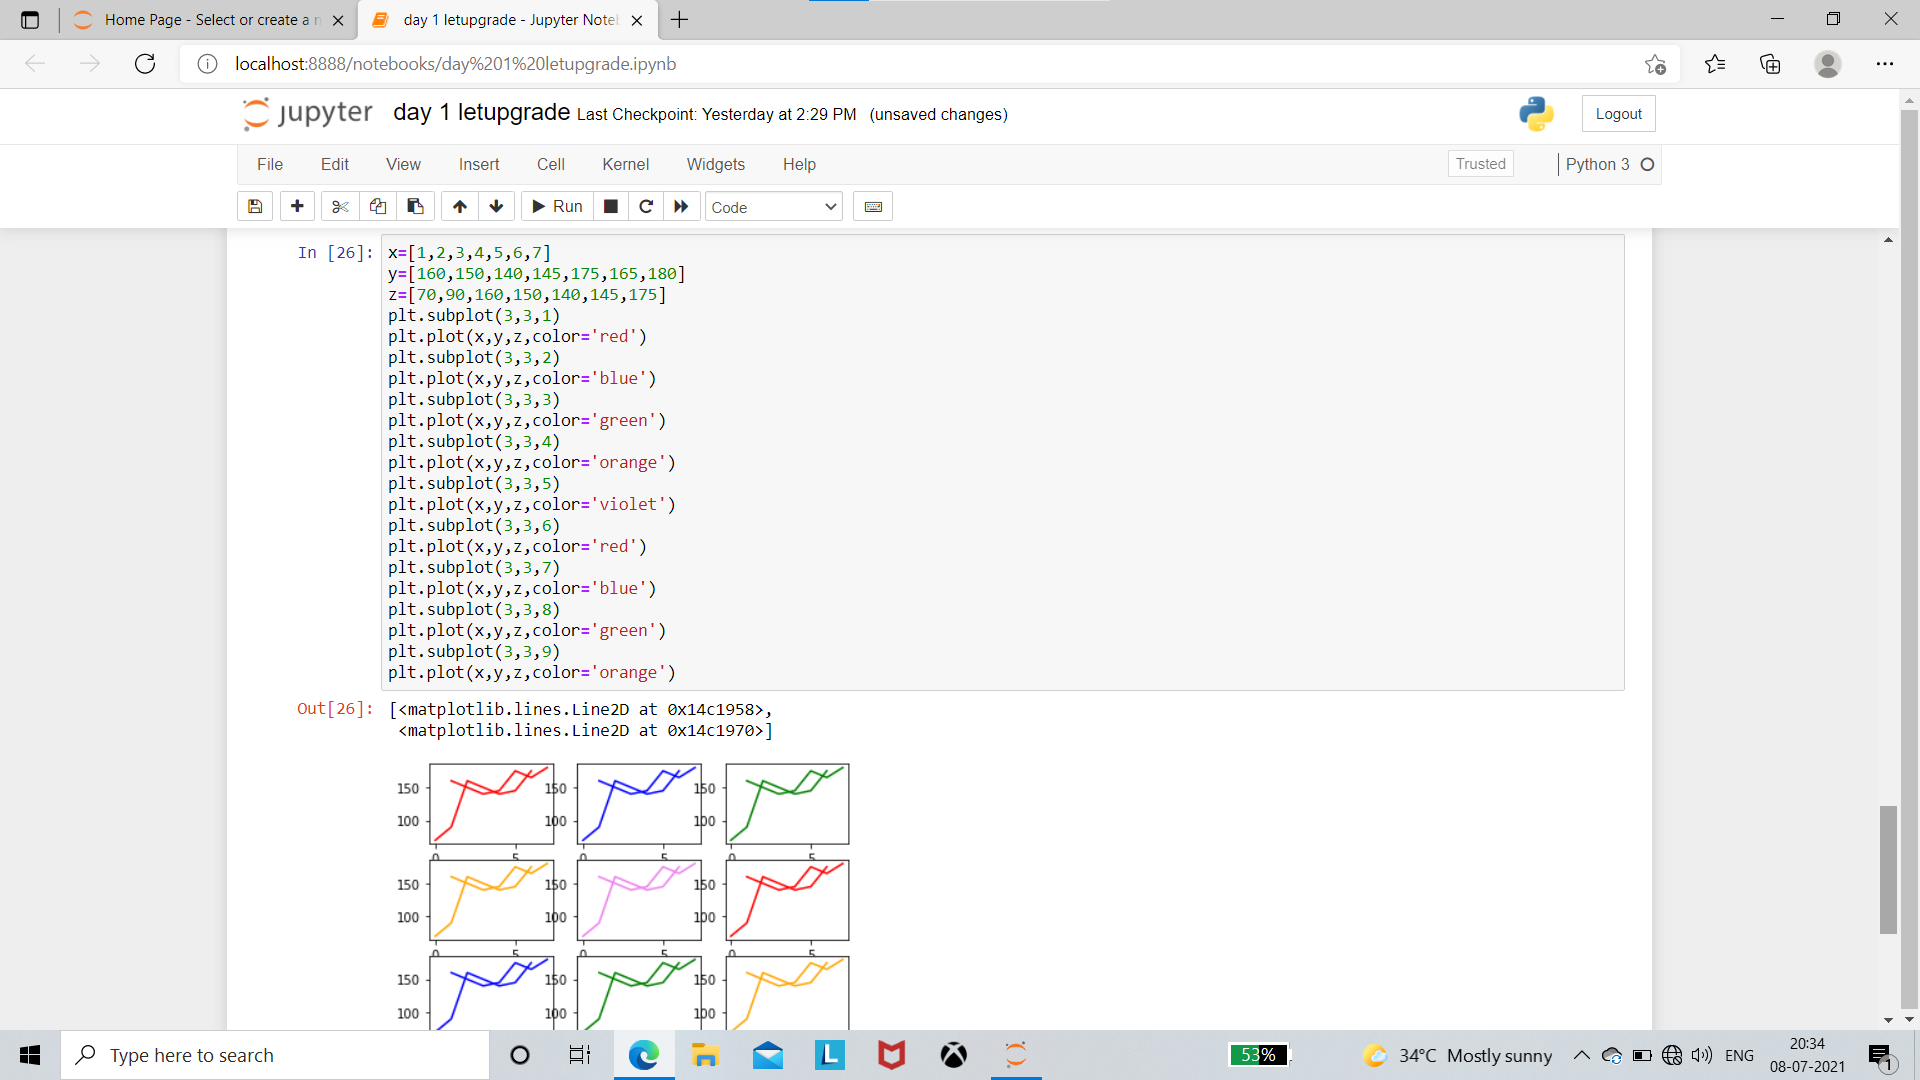 Home Page - Select or create a n
day 1 letupgrade - Jupyter Noteb
localhost:8888/notebooks/day%201%20letupgrade.ipynb
jupyter day 1 letupgrade Last Checkpoint: Yesterday at 2:29 PM (unsaved changes)
Logout
File Edit View Insert Cell Kernel Widgets Help
Trusted
Python 3
Run
Code
In [26]:
x=[1,2,3,4,5,6,7]
y=[160,150,140,145,175,165,180]
z=[70,90,160,150,140,145,175]
plt.subplot(3,3,1)
plt.plot(x,y,z,color='red')
plt.subplot(3,3,2)
plt.plot(x,y,z,color='blue')
plt.subplot(3,3,3)
plt.plot(x,y,z,color='green')
plt.subplot(3,3,4)
plt.plot(x,y,z,color='orange')
plt.subplot(3,3,5)
plt.plot(x,y,z,color='violet')
plt.subplot(3,3,6)
plt.plot(x,y,z,color='red')
plt.subplot(3,3,7)
plt.plot(x,y,z,color='blue')
plt.subplot(3,3,8)
plt.plot(x,y,z,color='green')
plt.subplot(3,3,9)
plt.plot(x,y,z,color='orange')
Out[26]:
[<matplotlib.lines.Line2D at 0x14c1958>,
<matplotlib.lines.Line2D at 0x14c1970>]
150 150 150
100 100 100
0 5 0 5 0 5
150 150 150
100 100 100
0 5 0 5 0 5
150 150 150
100 100 100
Type here to search
L
53%
34°C Mostly sunny
ENG
20:34
08-07-2021
1